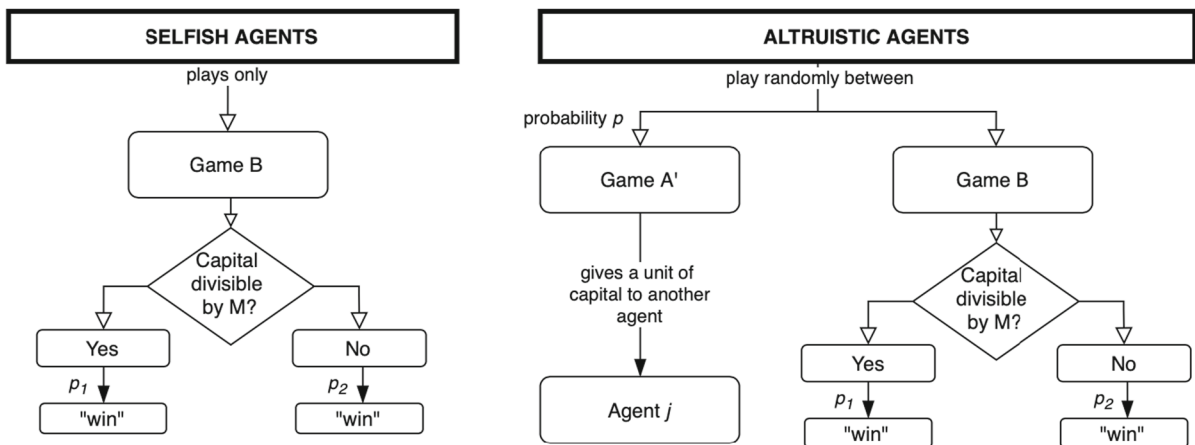 SELFISH AGENTS
plays only
Game B
Capital
divisible
by M?
Yes
No
p1
p2
"win"
"win"
ALTRUISTIC AGENTS
play randomly between
probability p
Game A'
Game B
gives a unit of
capital to another
agent
Capital
divisible
by M?
Agent j
Yes
No
p1
p2
"win"
"win"